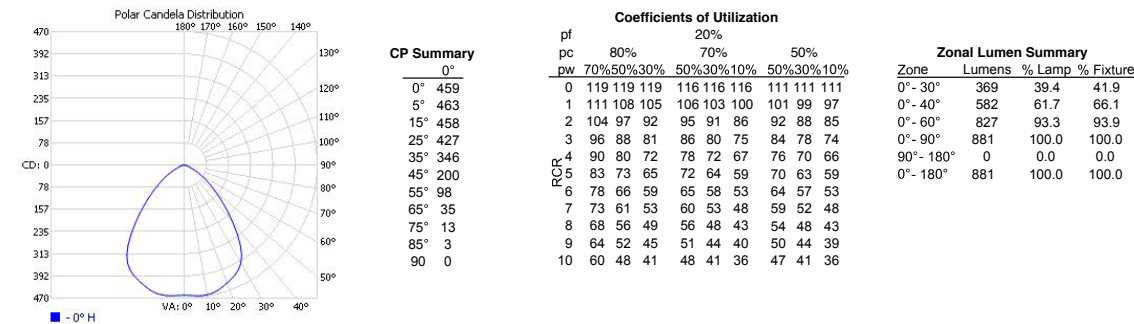 Polar Candela Distribution
180° 170° 160° 150° 140°
470
392
313
235
157
78
CD: 0
78
157
235
313
392
470
130°
120°
110°
100°
90°
80°
70°
60°
50°
VA: 0° 10° 20° 30° 40°
- 0° H
CP Summary
0°
0° 459
5° 463
15° 458
25° 427
35° 346
45° 200
55° 98
65° 35
75° 13
85° 3
90 0
Coefficients of Utilization
pf 20%
pc 80% 70% 50%
pw 70%50%30% 50%30%10% 50%30%10%
RCR
0 119 119 119 116 116 116 111 111 111
1 111 108 105 106 103 100 101 99 97
2 104 97 92 95 91 86 92 88 85
3 96 88 81 86 80 75 84 78 74
4 90 80 72 78 72 67 76 70 66
5 83 73 65 72 64 59 70 63 59
6 78 66 59 65 58 53 64 57 53
7 73 61 53 60 53 48 59 52 48
8 68 56 49 56 48 43 54 48 43
9 64 52 45 51 44 40 50 44 39
10 60 48 41 48 41 36 47 41 36
Zonal Lumen Summary
Zone Lumens % Lamp % Fixture
0°- 30° 369 39.4 41.9
0°- 40° 582 61.7 66.1
0°- 60° 827 93.3 93.9
0°- 90° 881 100.0 100.0
90°- 180° 0 0.0 0.0
0°- 180° 881 100.0 100.0